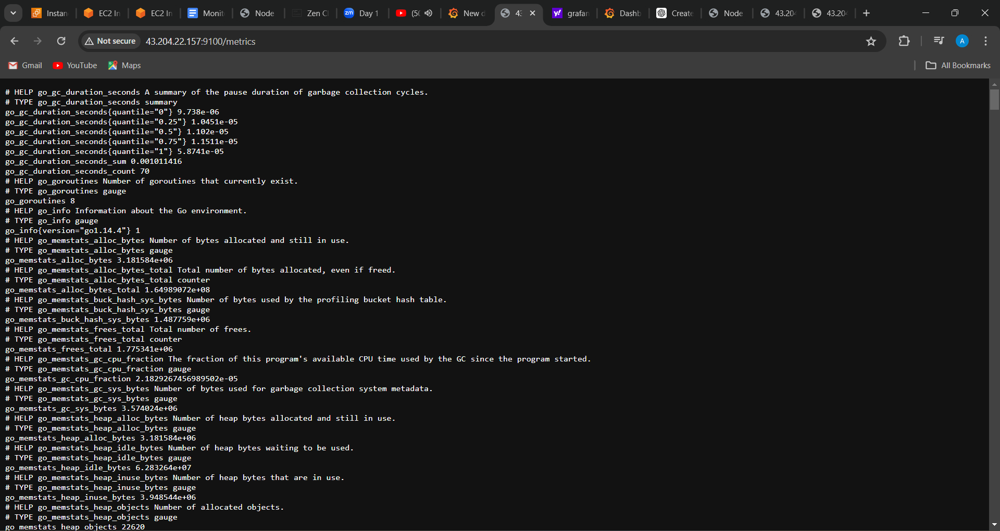 Instan
EC2 In
EC2 In
Monit
Node
Zen C
Day 1
(50
New d
43
grafan
Dashb
Create
Node
43.204
43.204
Not secure
43.204.22.157:9100/metrics
A
Gmail
YouTube
Maps
All Bookmarks
# HELP go_gc_duration_seconds A summary of the pause duration of garbage collection cycles.
# TYPE go_gc_duration_seconds summary
go_gc_duration_seconds{quantile="0"} 9.738e-06
go_gc_duration_seconds{quantile="0.25"} 1.0451e-05
go_gc_duration_seconds{quantile="0.5"} 1.102e-05
go_gc_duration_seconds{quantile="0.75"} 1.1511e-05
go_gc_duration_seconds{quantile="1"} 5.8741e-05
go_gc_duration_seconds_sum 0.001011416
go_gc_duration_seconds_count 70
# HELP go_goroutines Number of goroutines that currently exist.
# TYPE go_goroutines gauge
go_goroutines 8
# HELP go_info Information about the Go environment.
# TYPE go_info gauge
go_info{version="go1.14.4"} 1
# HELP go_memstats_alloc_bytes Number of bytes allocated and still in use.
# TYPE go_memstats_alloc_bytes gauge
go_memstats_alloc_bytes 3.181584e+06
# HELP go_memstats_alloc_bytes_total Total number of bytes allocated, even if freed.
# TYPE go_memstats_alloc_bytes_total counter
go_memstats_alloc_bytes_total 1.64989072e+08
# HELP go_memstats_buck_hash_sys_bytes Number of bytes used by the profiling bucket hash table.
# TYPE go_memstats_buck_hash_sys_bytes gauge
go_memstats_buck_hash_sys_bytes 1.487759e+06
# HELP go_memstats_frees_total Total number of frees.
# TYPE go_memstats_frees_total counter
go_memstats_frees_total 1.775341e+06
# HELP go_memstats_gc_cpu_fraction The fraction of this program's available CPU time used by the GC since the program started.
# TYPE go_memstats_gc_cpu_fraction gauge
go_memstats_gc_cpu_fraction 2.1829267456989502e-05
# HELP go_memstats_gc_sys_bytes Number of bytes used for garbage collection system metadata.
# TYPE go_memstats_gc_sys_bytes gauge
go_memstats_gc_sys_bytes 3.574024e+06
# HELP go_memstats_heap_alloc_bytes Number of heap bytes allocated and still in use.
# TYPE go_memstats_heap_alloc_bytes gauge
go_memstats_heap_alloc_bytes 3.181584e+06
# HELP go_memstats_heap_idle_bytes Number of heap bytes waiting to be used.
# TYPE go_memstats_heap_idle_bytes gauge
go_memstats_heap_idle_bytes 6.283264e+07
# HELP go_memstats_heap_inuse_bytes Number of heap bytes that are in use.
# TYPE go_memstats_heap_inuse_bytes gauge
go_memstats_heap_inuse_bytes 3.948544e+06
# HELP go_memstats_heap_objects Number of allocated objects.
# TYPE go_memstats_heap_objects gauge
go_memstats_heap_objects 22620